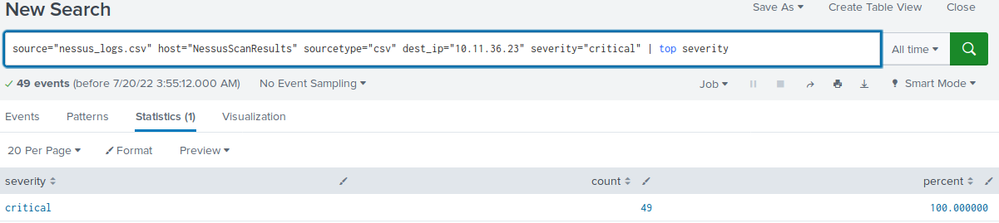 New Search
Save As Create Table View Close
source="nessus_logs.csv" host="NessusScanResults" sourcetype="csv" dest_ip="10.11.36.23" severity="critical" | top severity
All time
49 events (before 7/20/22 3:55:12.000 AM) No Event Sampling
Job Smart Mode
Events Patterns Statistics (1) Visualization
20 Per Page Format Preview
severity count percent
critical 49 100.000000